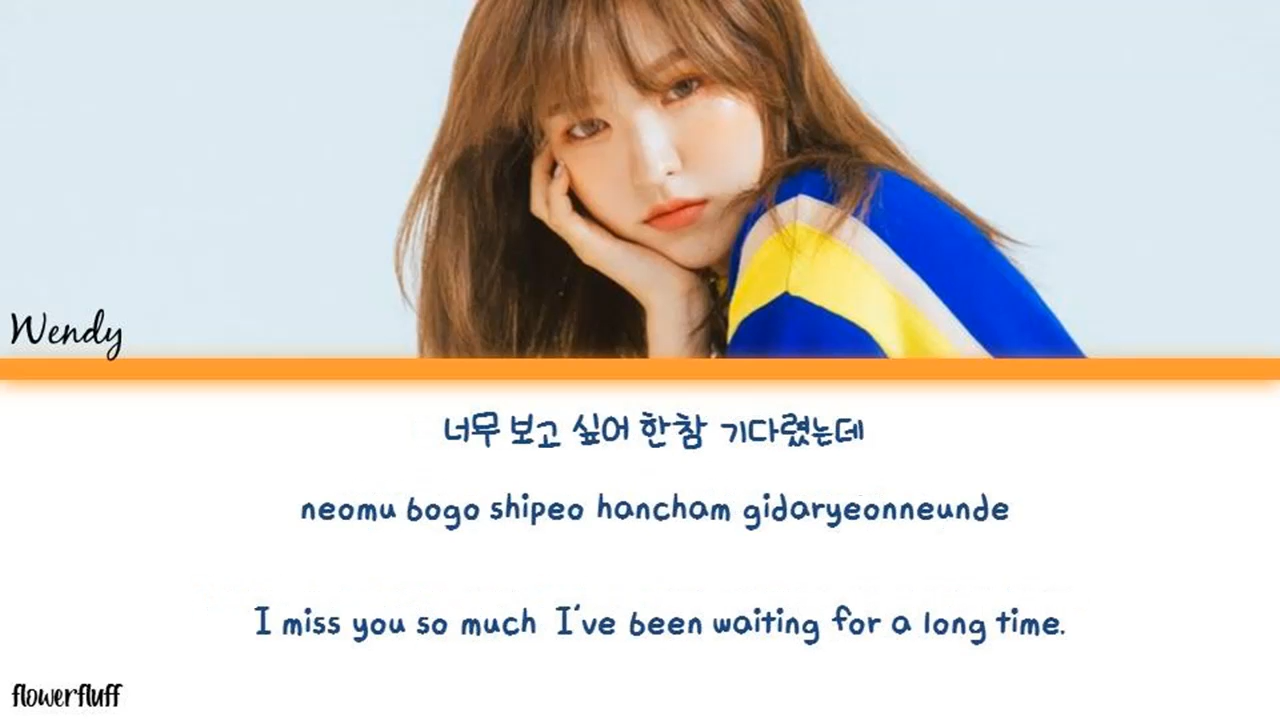 Wendy
너무 보고 싶어 한참 기다렸는데
neomu bogo shipeo hancham gidaryeonneunde
I miss you so much I've been waiting for a long time.
flowerfluff